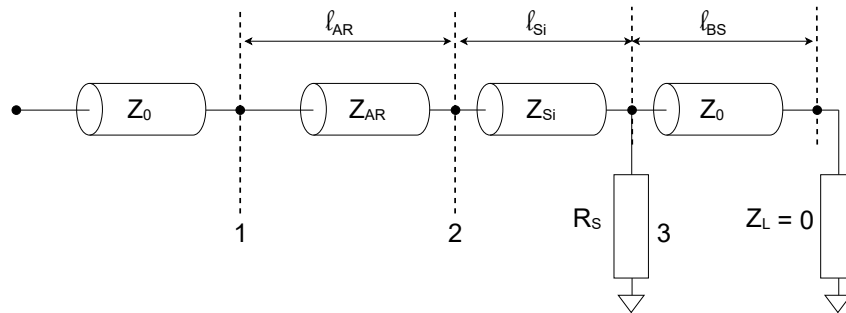 ℓAR ℓSi ℓBS
Z0 ZAR ZSi Z0
RS 3 ZL = 0
1 2